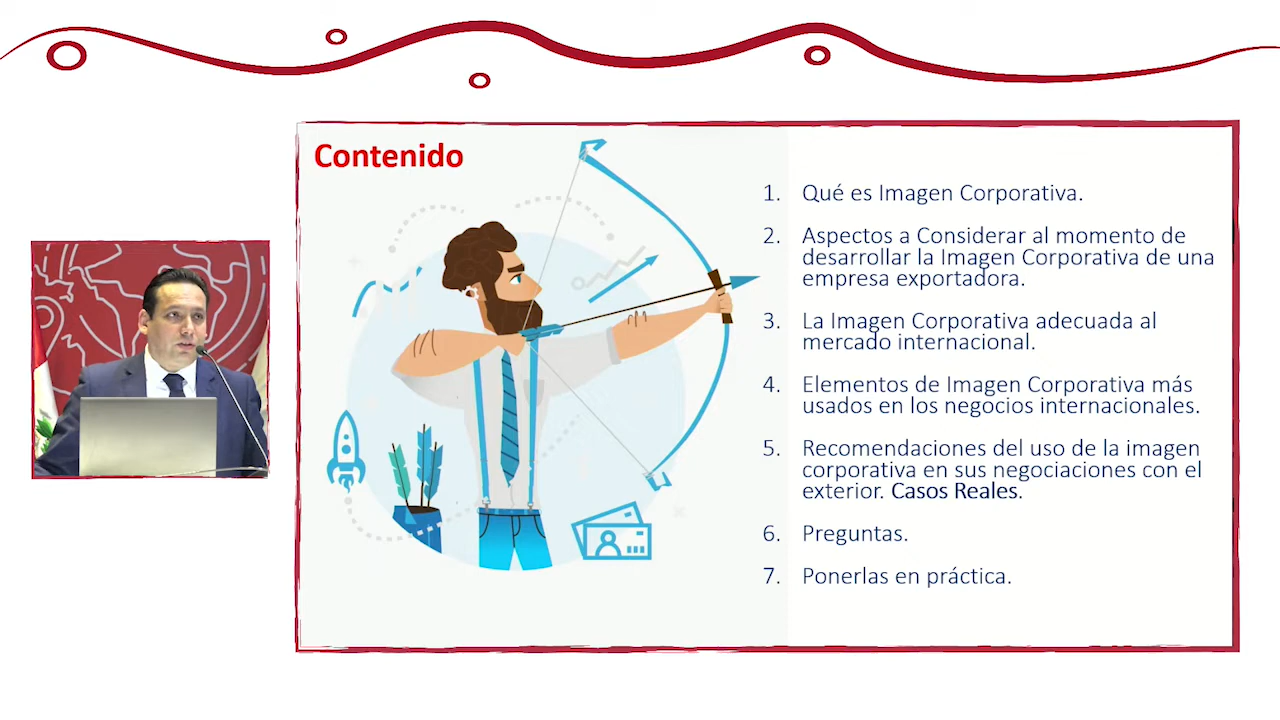 Contenido
1. Qué es Imagen Corporativa.
2. Aspectos a Considerar al momento de
desarrollar la Imagen Corporativa de una
empresa exportadora.
3. La Imagen Corporativa adecuada al
mercado internacional.
4. Elementos de Imagen Corporativa más
usados en los negocios internacionales.
5. Recomendaciones del uso de la imagen
corporativa en sus negociaciones con el
exterior. Casos Reales.
6. Preguntas.
7. Ponerlas en práctica.